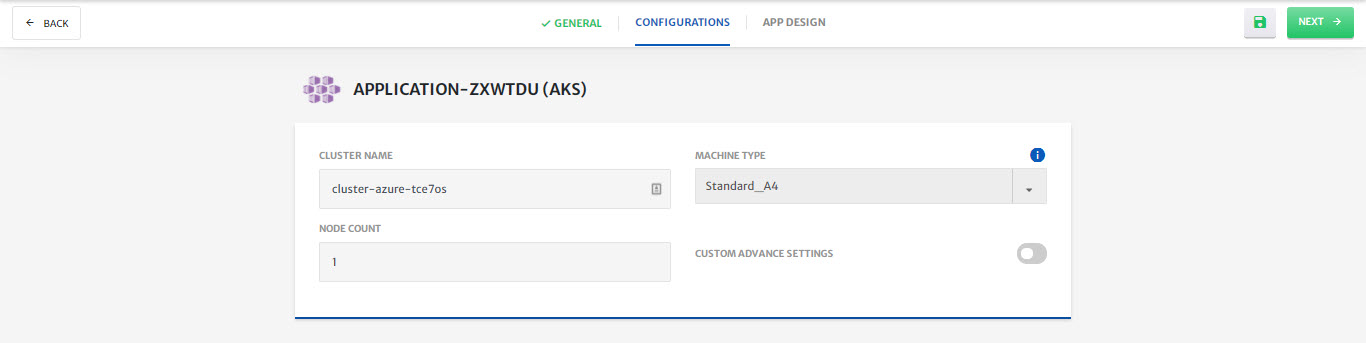 BACK
GENERAL
CONFIGURATIONS
APP DESIGN
NEXT
APPLICATION-ZXWTDU (AKS)
CLUSTER NAME
cluster-azure-tce7os
MACHINE TYPE
i
Standard_A4
NODE COUNT
1
CUSTOM ADVANCE SETTINGS